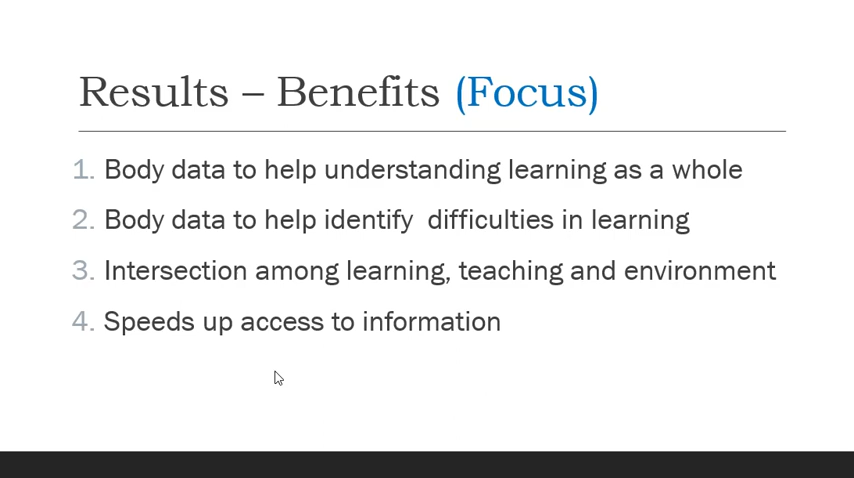 Results – Benefits (Focus)
1. Body data to help understanding learning as a whole
2. Body data to help identify  difficulties in learning
3. Intersection among learning, teaching and environment
4. Speeds up access to information